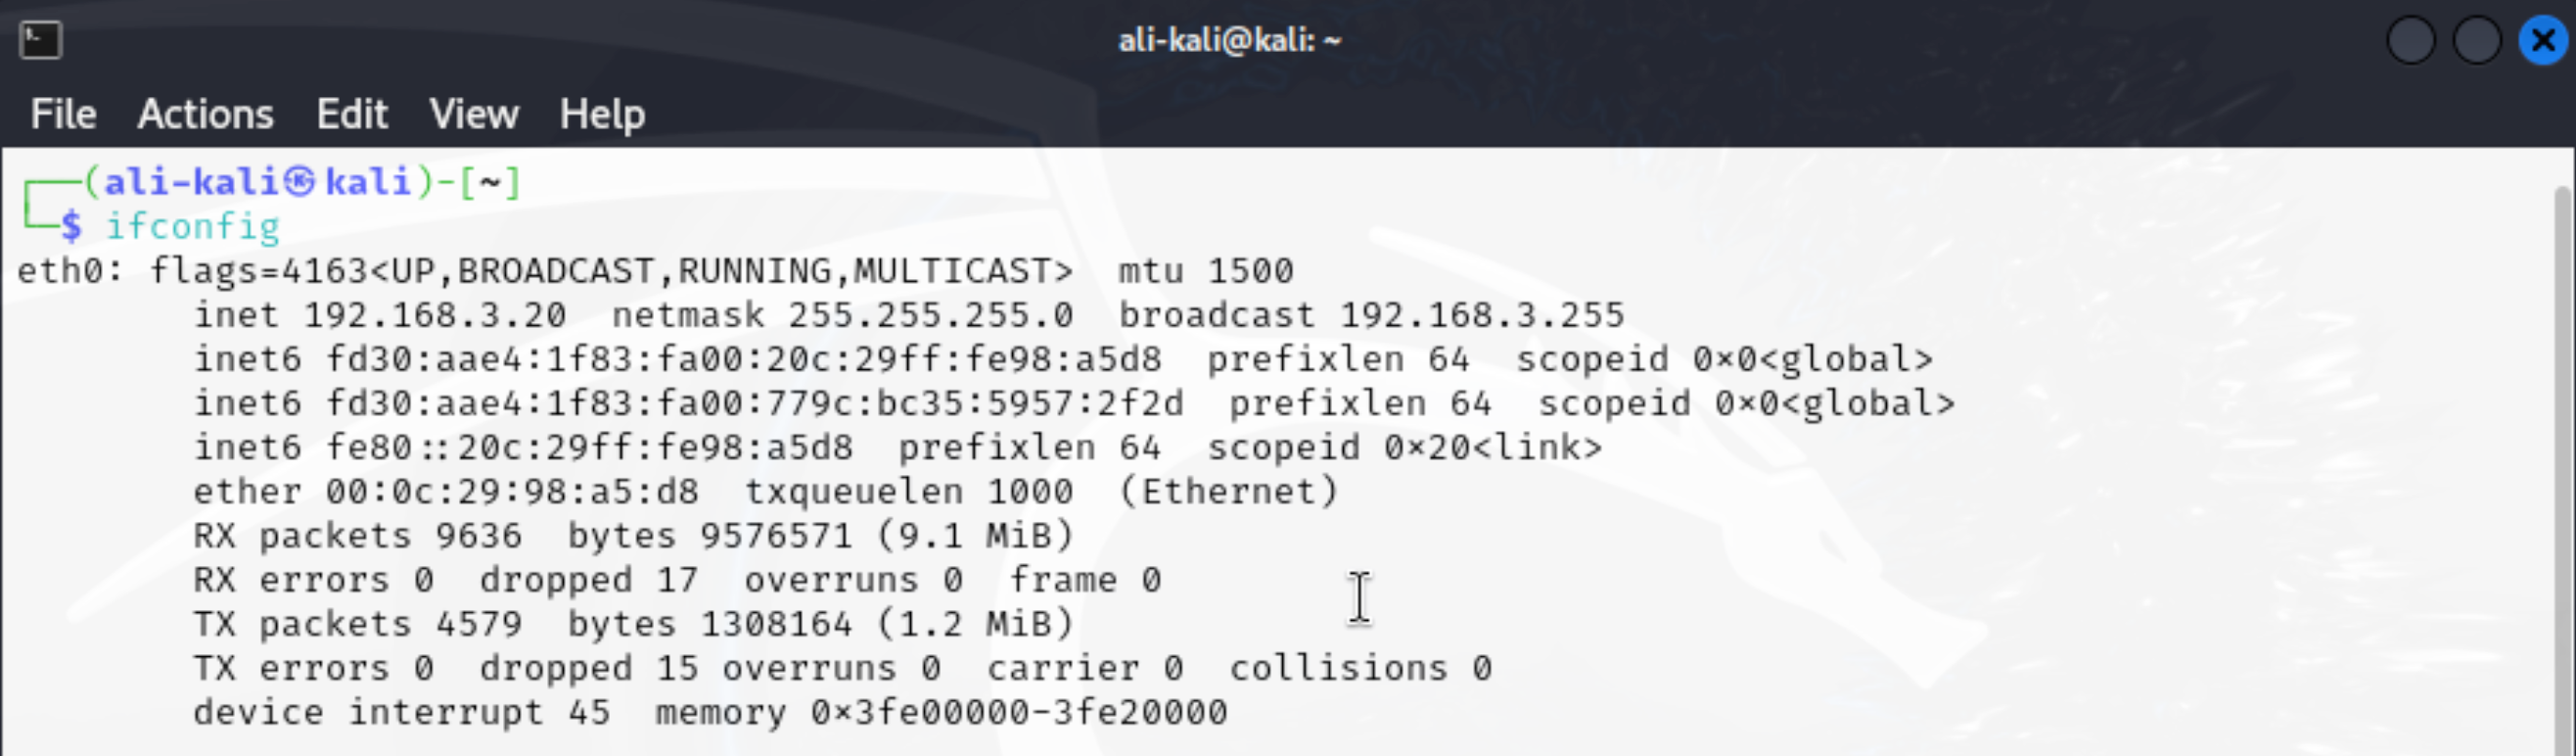 ali-kali@kali: ~
File Actions Edit View Help
┌──(ali-kali㉿kali)-[~]
└─$ ifconfig
eth0: flags=4163<UP,BROADCAST,RUNNING,MULTICAST>  mtu 1500
        inet 192.168.3.20  netmask 255.255.255.0  broadcast 192.168.3.255
        inet6 fd30:aae4:1f83:fa00:20c:29ff:fe98:a5d8  prefixlen 64  scopeid 0×0<global>
        inet6 fd30:aae4:1f83:fa00:779c:bc35:5957:2f2d  prefixlen 64  scopeid 0×0<global>
        inet6 fe80::20c:29ff:fe98:a5d8  prefixlen 64  scopeid 0×20<link>
        ether 00:0c:29:98:a5:d8  txqueuelen 1000  (Ethernet)
        RX packets 9636  bytes 9576571 (9.1 MiB)
        RX errors 0  dropped 17  overruns 0  frame 0
        TX packets 4579  bytes 1308164 (1.2 MiB)
        TX errors 0  dropped 15 overruns 0  carrier 0  collisions 0
        device interrupt 45  memory 0×3fe00000-3fe20000